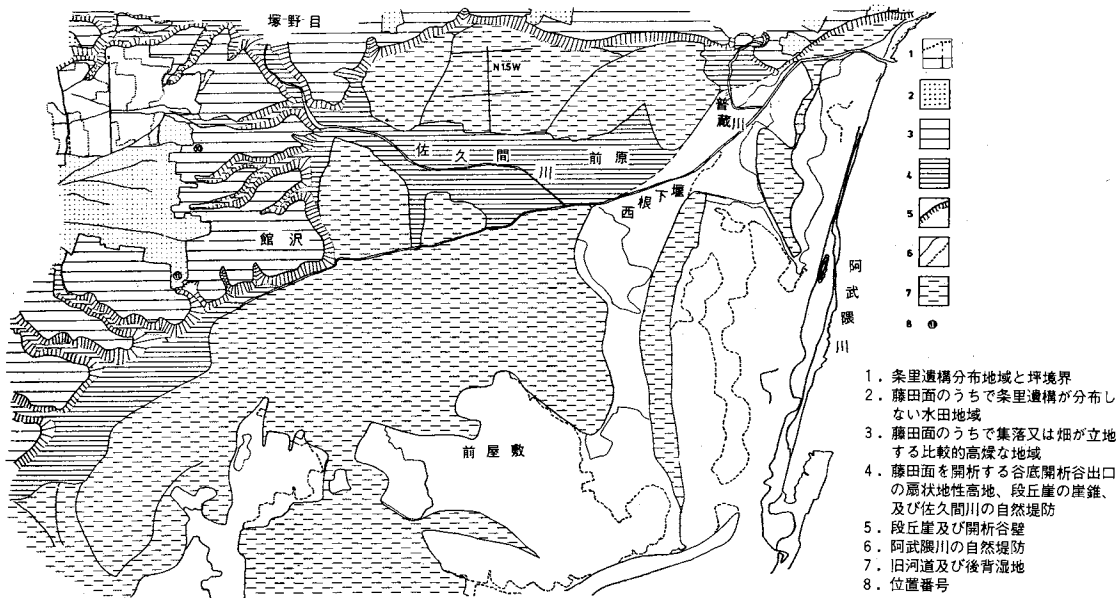 塚野目
N15W
普蔵川
佐久間川
前原
西根下堰
館沢
阿武隈川
前屋敷
1
2
3
4
5
6
7
8
1．条里遺構分布地域と坪境界
2．藤田面のうちで条里遺構が分布し
ない水田地域
3．藤田面のうちで集落又は畑が立地
する比較的高燥な地域
4．藤田面を開析する谷底開析谷出口
の扇状地性高地、段丘崖の崖錐、
及び佐久間川の自然堤防
5．段丘崖及び開析谷壁
6．阿武隈川の自然堤防
7．旧河道及び後背湿地
8．位置番号